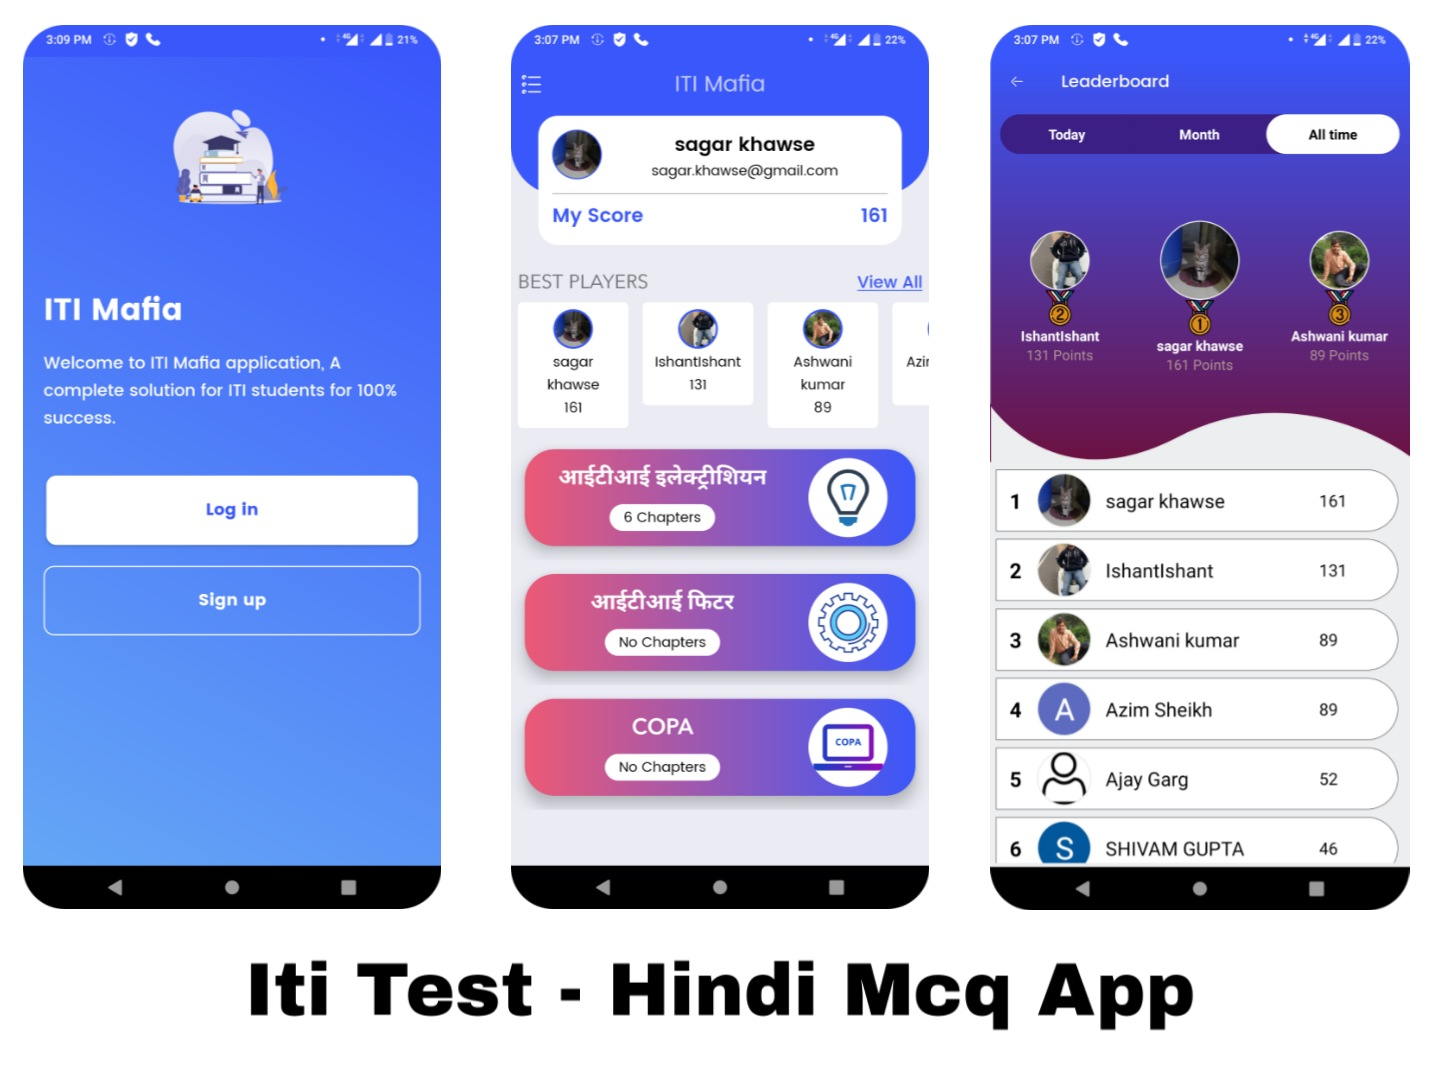 3:09 PM
4G
21%
ITI Mafia
Welcome to ITI Mafia application, A
complete solution for ITI students for 100%
success.
Log in
Sign up
3:07 PM
4G
22%
ITI Mafia
sagar khawse
sagar.khawse@gmail.com
My Score 161
BEST PLAYERS View All
sagar
khawse
161
IshantIshant
131
Ashwani
kumar
89
Azi
आईटीआई इलेक्ट्रीशियन
6 Chapters
आईटीआई फिटर
No Chapters
COPA
No Chapters
COPA
3:07 PM
4G
22%
Leaderboard
Today Month All time
2
IshantIshant
131 Points
1
sagar khawse
161 Points
3
Ashwani kumar
89 Points
1 sagar khawse 161
2 IshantIshant 131
3 Ashwani kumar 89
4 A Azim Sheikh 89
5 Ajay Garg 52
6 S SHIVAM GUPTA 46
Iti Test - Hindi Mcq App